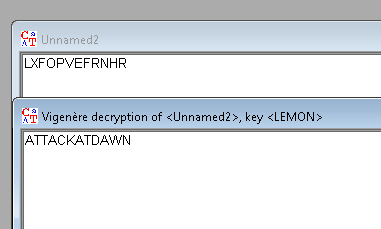 Unnamed2
LXFOPVEFRNHR
Vigenère decryption of <Unnamed2>, key <LEMON>
ATTACKATDAWN